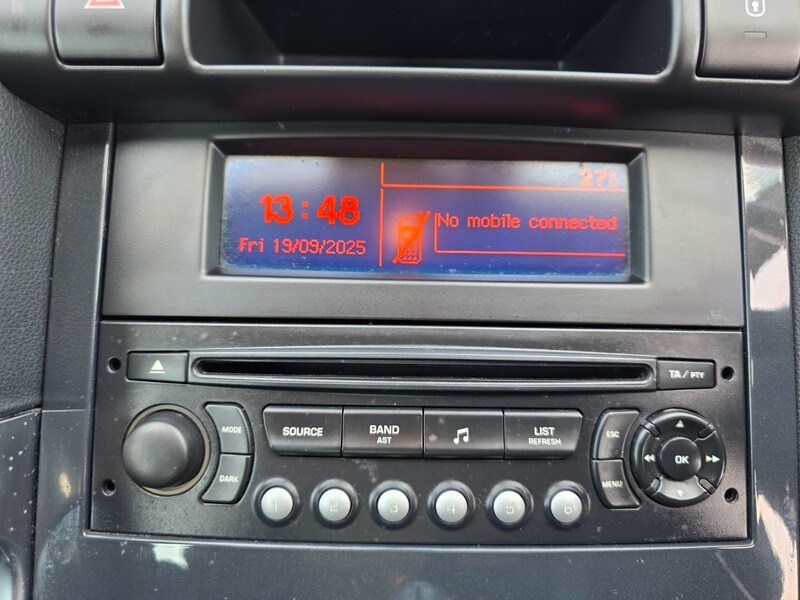 27°C
13:48
No mobile connected
Fri 19/09/2025
TA/PTY
MODE
SOURCE
BAND
AST
LIST
REFRESH
ESC
OK
DARK
MENU
1 2 3 4 5 6